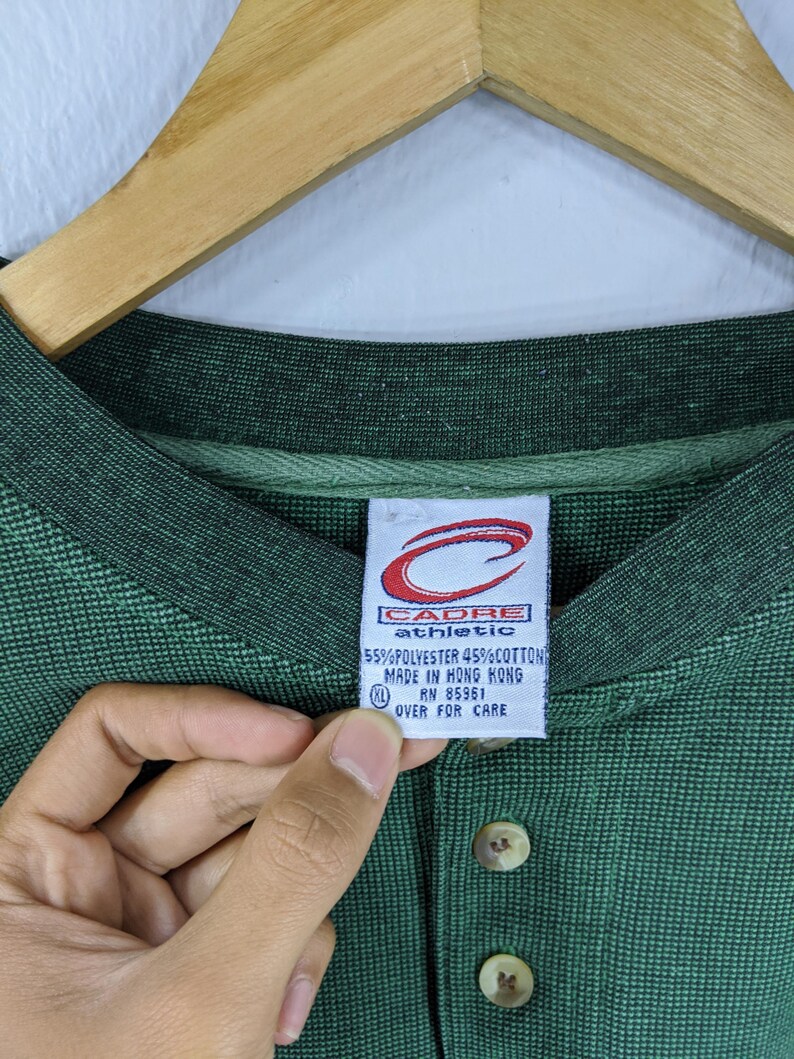 CADRE
athletic
55%POLYESTER 45%COTTON
MADE IN HONG KONG
XL RN 85961
OVER FOR CARE